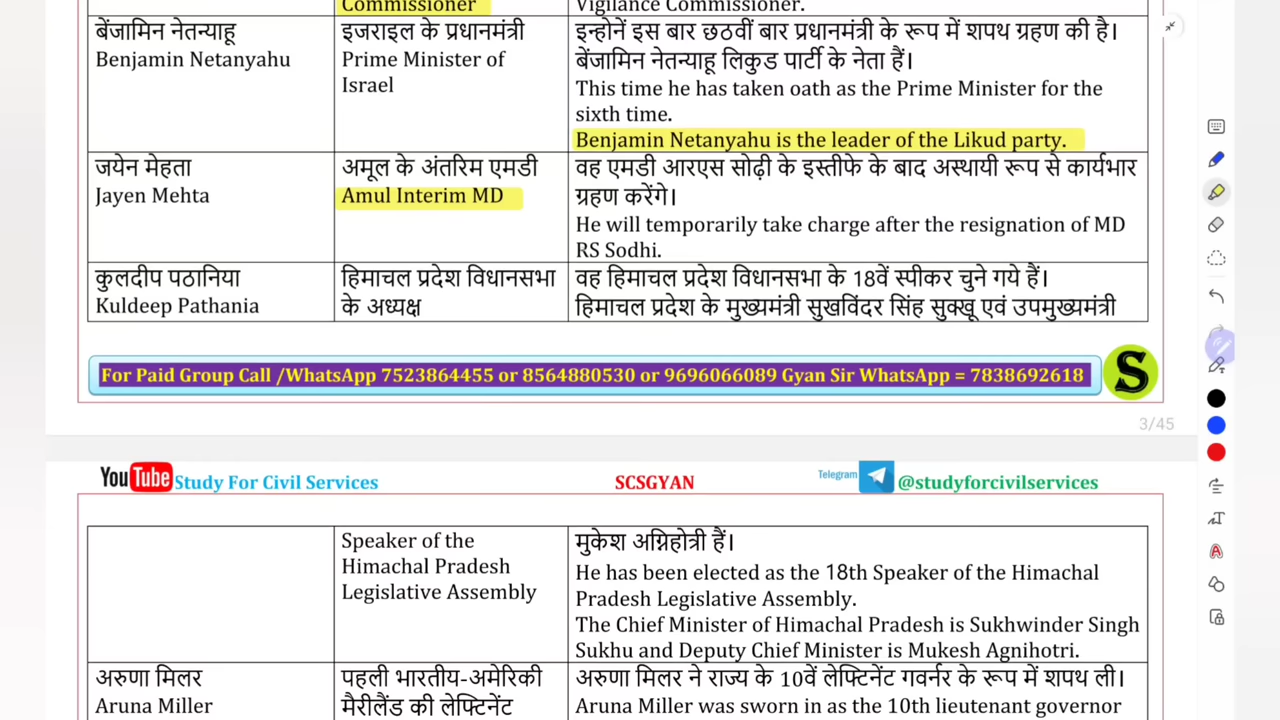 Commissioner
Vigilance Commissioner.
बेंजामिन नेतन्याहू
Benjamin Netanyahu
इजराइल के प्रधानमंत्री
Prime Minister of
Israel
इन्होनें इस बार छठवीं बार प्रधानमंत्री के रूप में शपथ ग्रहण की है।
बेंजामिन नेतन्याहू लिकुड पार्टी के नेता हैं।
This time he has taken oath as the Prime Minister for the
sixth time.
Benjamin Netanyahu is the leader of the Likud party.
जयेन मेहता
Jayen Mehta
अमूल के अंतरिम एमडी
Amul Interim MD
वह एमडी आरएस सोढ़ी के इस्तीफे के बाद अस्थायी रूप से कार्यभार
ग्रहण करेंगे।
He will temporarily take charge after the resignation of MD
RS Sodhi.
कुलदीप पठानिया
Kuldeep Pathania
हिमाचल प्रदेश विधानसभा
के अध्यक्ष
वह हिमाचल प्रदेश विधानसभा के 18वें स्पीकर चुने गये हैं।
हिमाचल प्रदेश के मुख्यमंत्री सुखविंदर सिंह सुक्खू एवं उपमुख्यमंत्री
For Paid Group Call /WhatsApp 7523864455 or 8564880530 or 9696066089 Gyan Sir WhatsApp = 7838692618
S
3/45
YouTube Study For Civil Services
SCSGYAN
Telegram @studyforcivilservices
Speaker of the
Himachal Pradesh
Legislative Assembly
मुकेश अग्निहोत्री हैं।
He has been elected as the 18th Speaker of the Himachal
Pradesh Legislative Assembly.
The Chief Minister of Himachal Pradesh is Sukhwinder Singh
Sukhu and Deputy Chief Minister is Mukesh Agnihotri.
अरुणा मिलर
Aruna Miller
पहली भारतीय-अमेरिकी
मैरीलैंड की लेफ्टिनेंट
अरुणा मिलर ने राज्य के 10वें लेफ्टिनेंट गवर्नर के रूप में शपथ ली।
Aruna Miller was sworn in as the 10th lieutenant governor